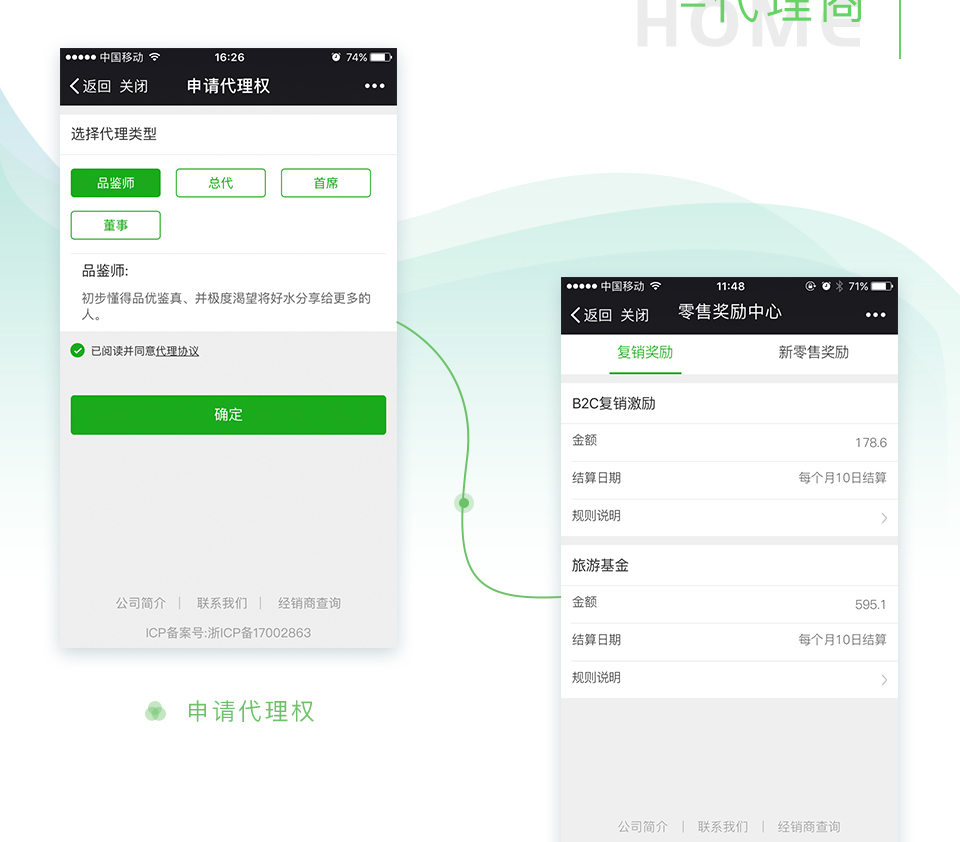 代理商
HOME
中国移动 16:26 74%
返回 关闭 申请代理权
选择代理类型
品鉴师 总代 首席
董事
品鉴师:
初步懂得品优鉴真、并极度渴望将好水分享给更多的
人。
已阅读并同意代理协议
确定
公司简介 | 联系我们 | 经销商查询
ICP备案号:浙ICP备17002863
申请代理权
中国移动 11:48 71%
返回 关闭 零售奖励中心
复销奖励 新零售奖励
B2C复销激励
金额 178.6
结算日期 每个月10日结算
规则说明
旅游基金
金额 595.1
结算日期 每个月10日结算
规则说明
公司简介 | 联系我们 | 经销商查询